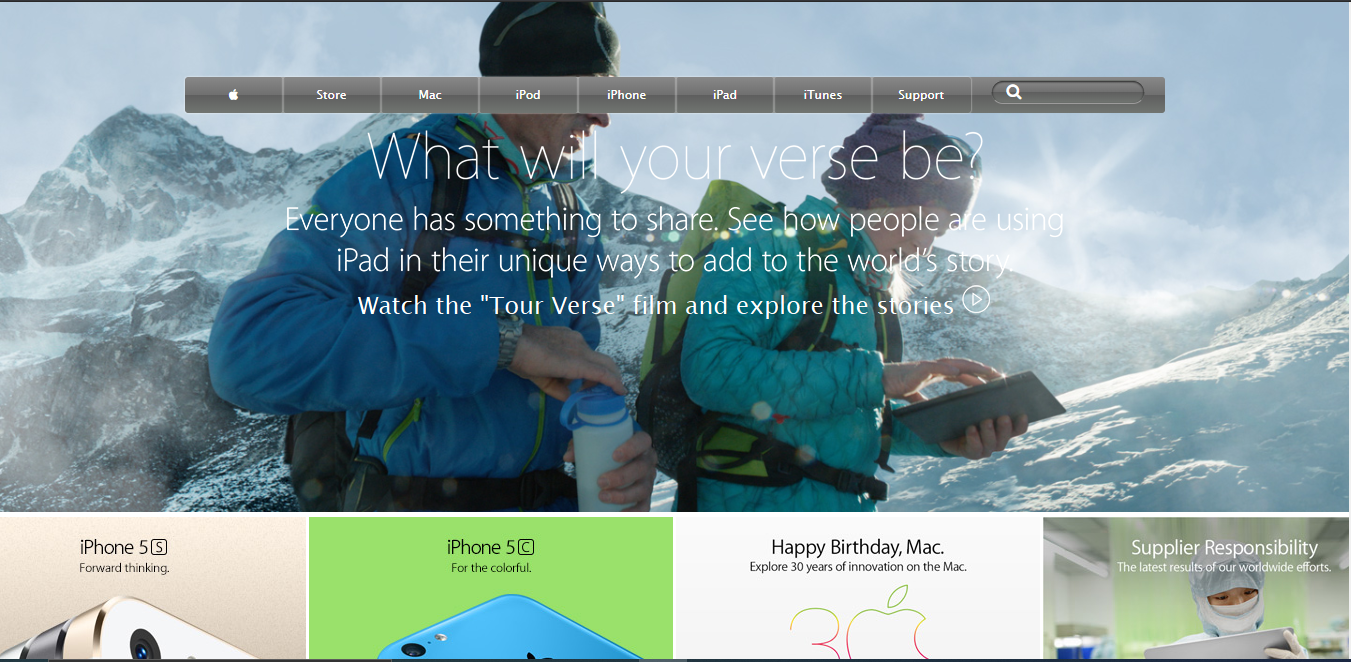 Store Mac iPod iPhone iPad iTunes Support
What will your verse be?
Everyone has something to share. See how people are using
iPad in their unique ways to add to the world's story.
Watch the "Tour Verse" film and explore the stories
iPhone 5S
Forward thinking.
iPhone 5C
For the colorful.
Happy Birthday, Mac.
Explore 30 years of innovation on the Mac.
30
Supplier Responsibility
The latest results of our worldwide efforts.